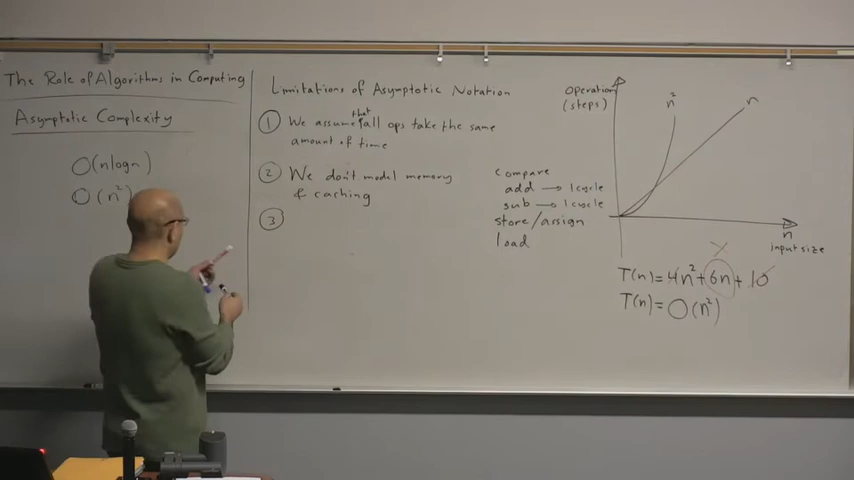 The Role of Algorithms in Computing
Asymptotic Complexity
O(nlogn)
O(n²)
Limitations of Asymptotic Notation
① We assume that all ops take the same
amount of time
② We don't model memory
& caching
③
compare
add → 1 cycle
sub → 1 cycle
store/assign
load
operation
(steps)
n²
n
n
input size
T(n)=4n²+6n+10
T(n)=O(n²)